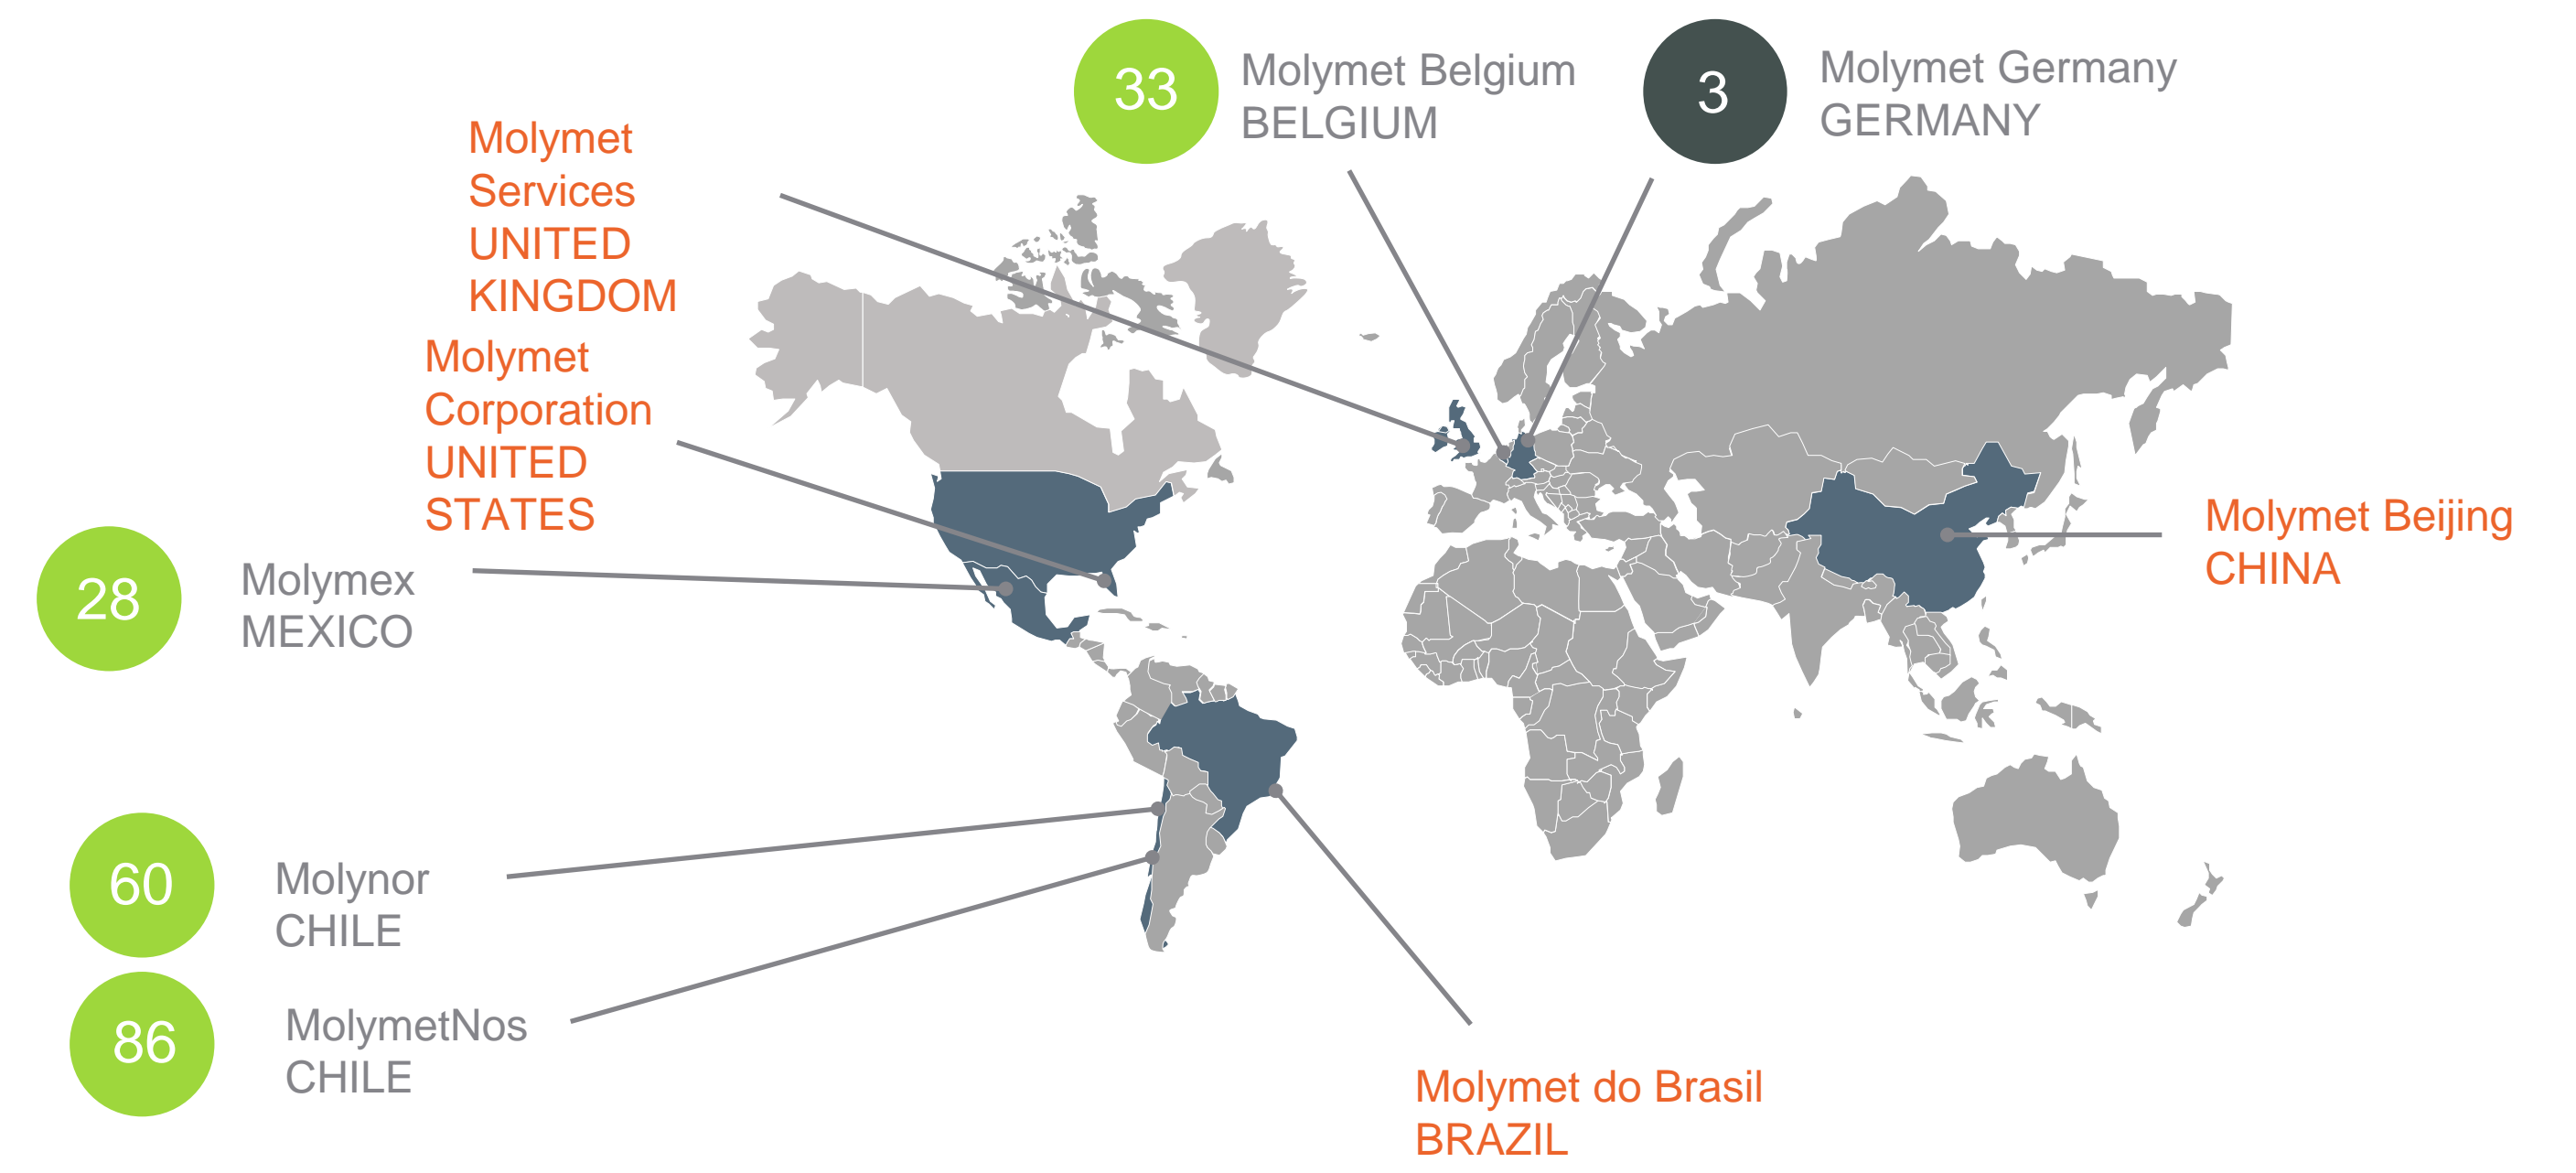 33
Molymet Belgium
BELGIUM
3
Molymet Germany
GERMANY
Molymet
Services
UNITED
KINGDOM
Molymet
Corporation
UNITED
STATES
28
Molymex
MEXICO
Molymet Beijing
CHINA
60
Molynor
CHILE
86
MolymetNos
CHILE
Molymet do Brasil
BRAZIL